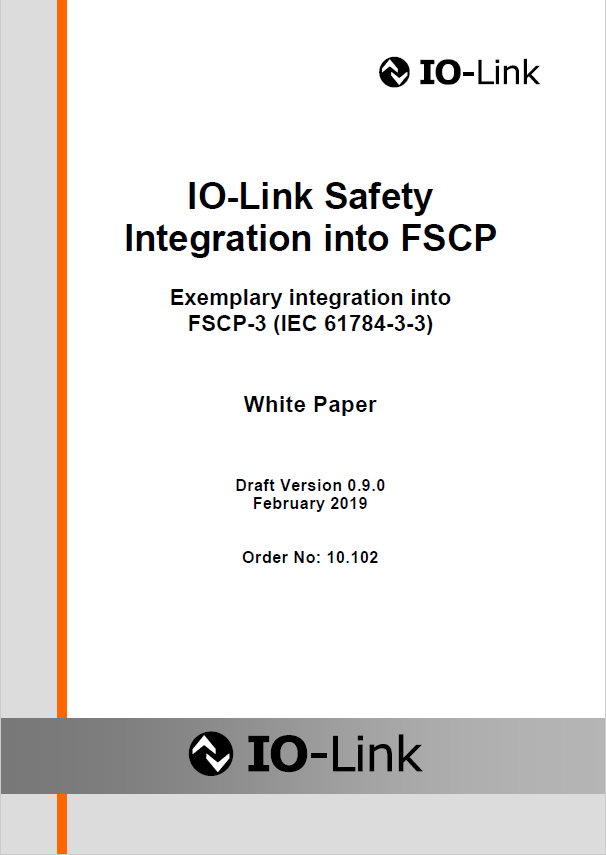 IO-Link
IO-Link Safety
Integration into FSCP
Exemplary integration into
FSCP-3 (IEC 61784-3-3)
White Paper
Draft Version 0.9.0
February 2019
Order No: 10.102
IO-Link